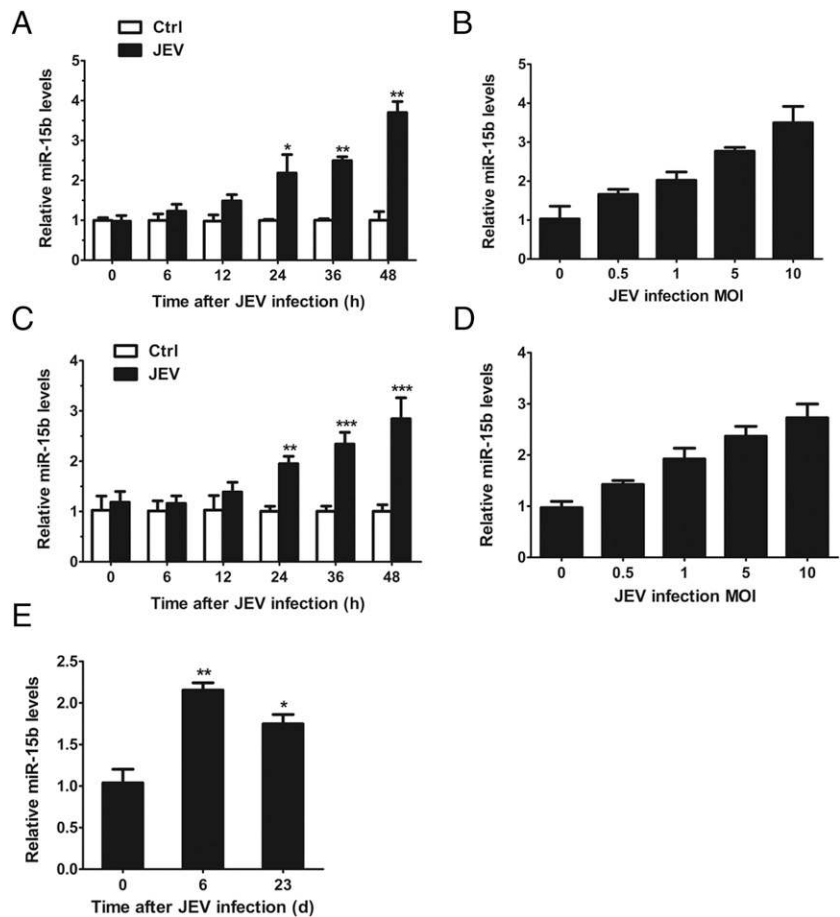 A
Ctrl
JEV
Relative miR-15b levels
5
4
3
2
1
0
*
**
**
0 6 12 24 36 48
Time after JEV infection (h)
B
Relative miR-15b levels
5
4
3
2
1
0
0 0.5 1 5 10
JEV infection MOI
C
Ctrl
JEV
Relative miR-15b levels
4
3
2
1
0
**
***
***
0 6 12 24 36 48
Time after JEV infection (h)
D
Relative miR-15b levels
4
3
2
1
0
0 0.5 1 5 10
JEV infection MOI
E
Relative miR-15b levels
2.5
2.0
1.5
1.0
0.5
0.0
**
*
0 6 23
Time after JEV infection (d)